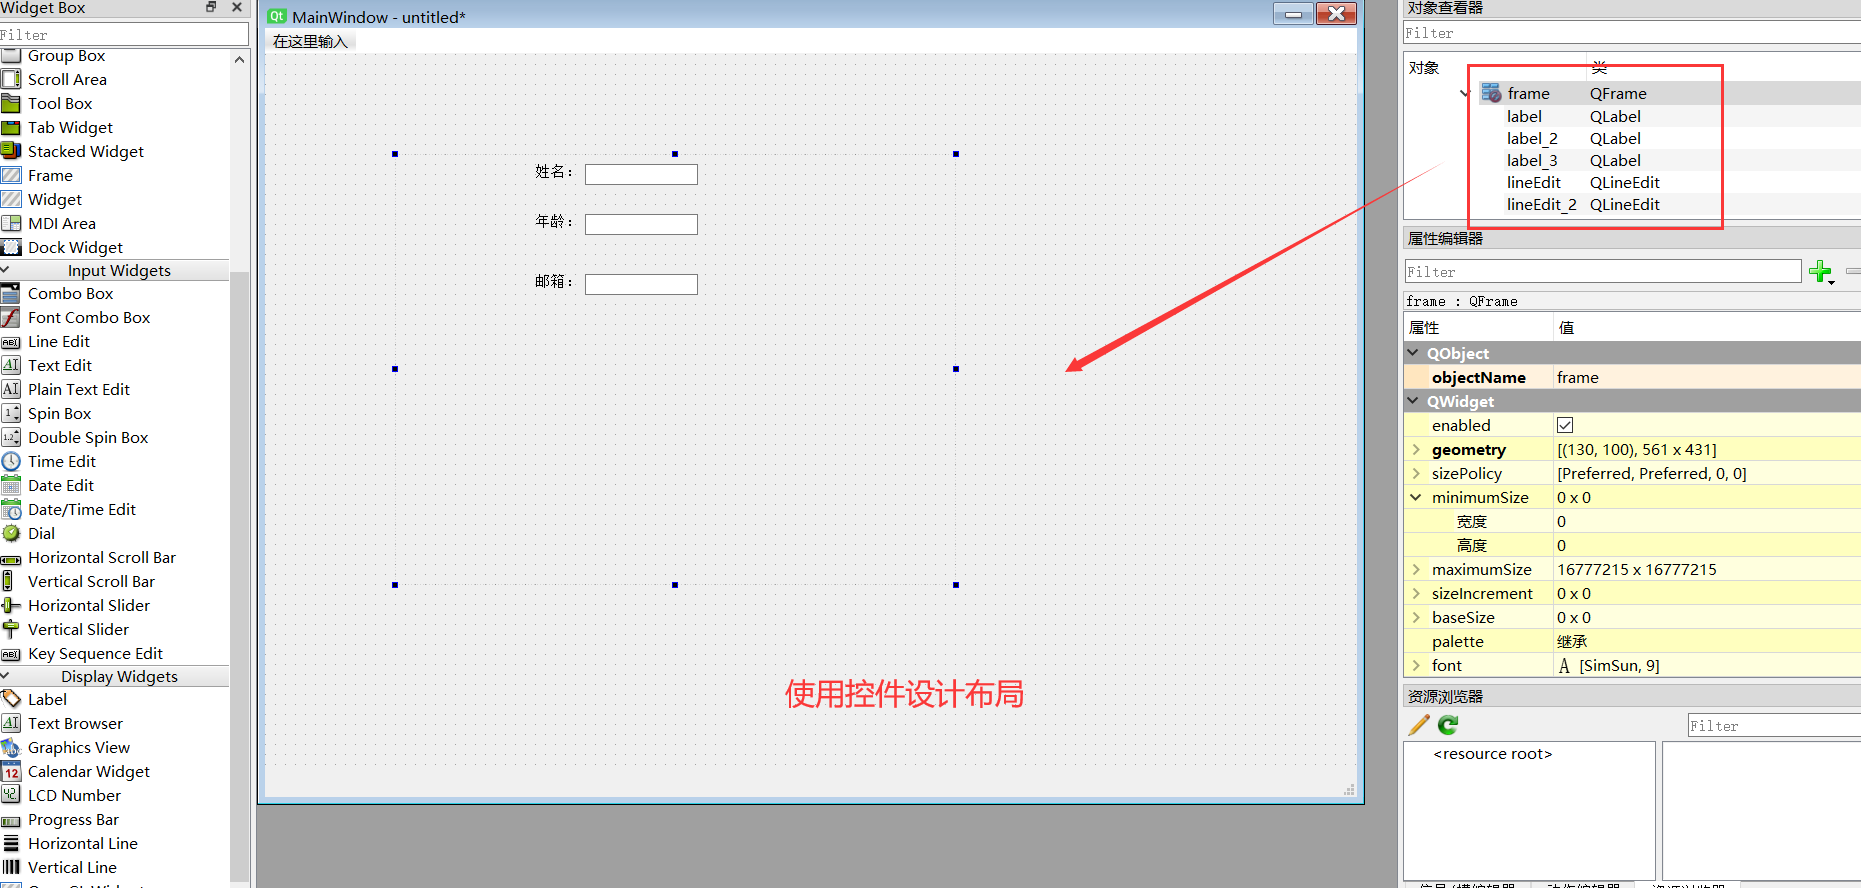 Widget Box
Filter
Group Box
Scroll Area
Tool Box
Tab Widget
Stacked Widget
Frame
Widget
MDI Area
Dock Widget
Input Widgets
Combo Box
Font Combo Box
Line Edit
Text Edit
Plain Text Edit
Spin Box
Double Spin Box
Time Edit
Date Edit
Date/Time Edit
Dial
Horizontal Scroll Bar
Vertical Scroll Bar
Horizontal Slider
Vertical Slider
Key Sequence Edit
Display Widgets
Label
Text Browser
Graphics View
Calendar Widget
LCD Number
Progress Bar
Horizontal Line
Vertical Line
Qt MainWindow - untitled*
在这里输入
姓名：
年龄：
邮箱：
使用控件设计布局
对象查看器
Filter
对象 类
frame QFrame
label QLabel
label_2 QLabel
label_3 QLabel
lineEdit QLineEdit
lineEdit_2 QLineEdit
属性编辑器
Filter
frame : QFrame
属性 值
QObject
objectName frame
QWidget
enabled
geometry [(130, 100), 561 x 431]
sizePolicy [Preferred, Preferred, 0, 0]
minimumSize 0 x 0
宽度 0
高度 0
maximumSize 16777215 x 16777215
sizeIncrement 0 x 0
baseSize 0 x 0
palette 继承
font A [SimSun, 9]
资源浏览器
Filter
<resource root>